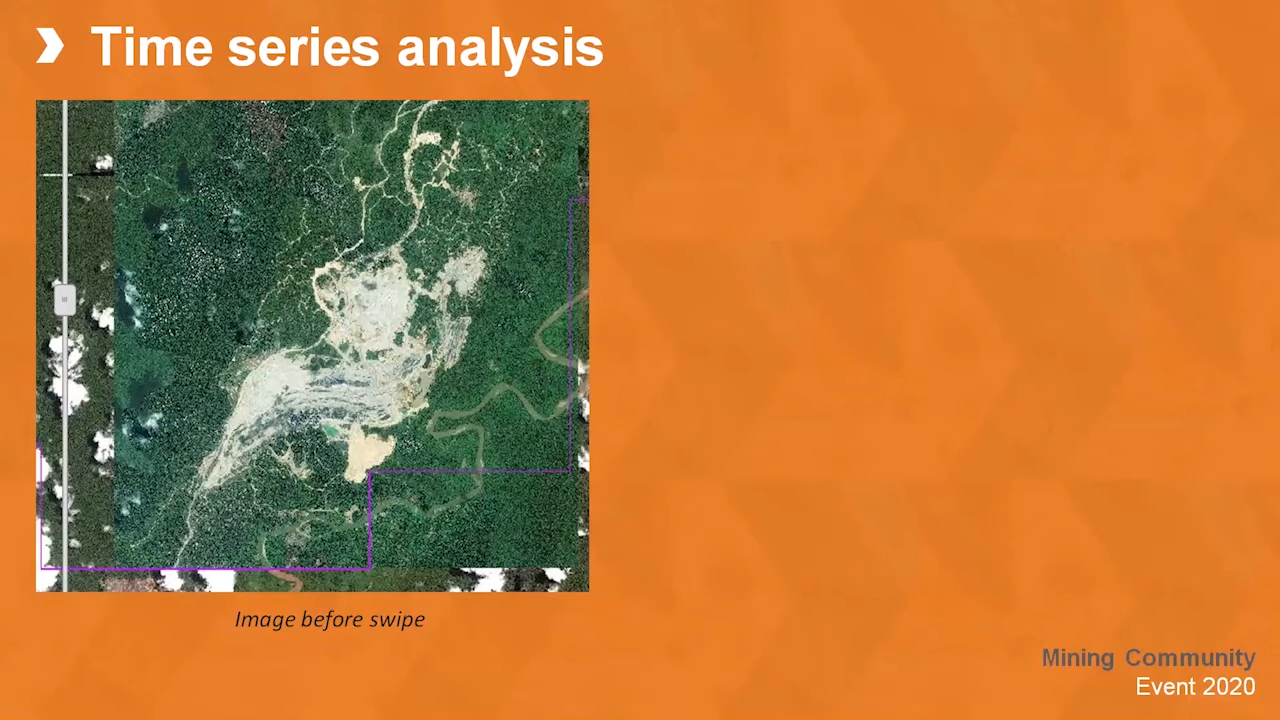 Time series analysis
Image before swipe
Mining Community
Event 2020